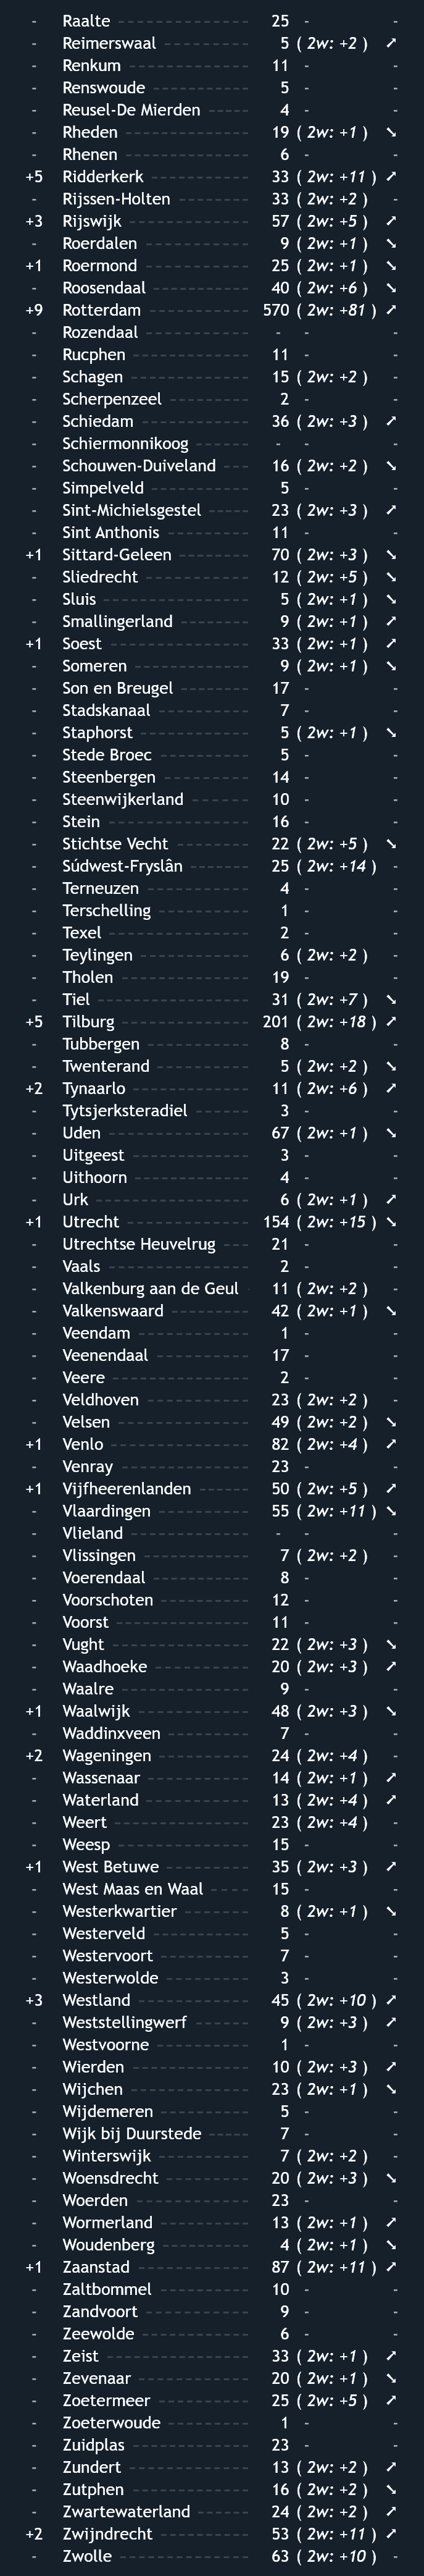 - Raalte 25 - -
- Reimerswaal 5 ( 2w: +2 ) ↗
- Renkum 11 - -
- Renswoude 5 - -
- Reusel-De Mierden 4 - -
- Rheden 19 ( 2w: +1 ) ↘
- Rhenen 6 - -
+5 Ridderkerk 33 ( 2w: +11 ) ↗
- Rijssen-Holten 33 ( 2w: +2 ) -
+3 Rijswijk 57 ( 2w: +5 ) ↗
- Roerdalen 9 ( 2w: +1 ) ↘
+1 Roermond 25 ( 2w: +1 ) ↘
- Roosendaal 40 ( 2w: +6 ) ↘
+9 Rotterdam 570 ( 2w: +81 ) ↗
- Rozendaal - - -
- Rucphen 11 - -
- Schagen 15 ( 2w: +2 ) -
- Scherpenzeel 2 - -
- Schiedam 36 ( 2w: +3 ) ↗
- Schiermonnikoog - - -
- Schouwen-Duiveland 16 ( 2w: +2 ) ↘
- Simpelveld 5 - -
- Sint-Michielsgestel 23 ( 2w: +3 ) ↗
- Sint Anthonis 11 - -
+1 Sittard-Geleen 70 ( 2w: +3 ) ↘
- Sliedrecht 12 ( 2w: +5 ) ↘
- Sluis 5 ( 2w: +1 ) ↘
- Smallingerland 9 ( 2w: +1 ) ↗
+1 Soest 33 ( 2w: +1 ) ↗
- Someren 9 ( 2w: +1 ) ↘
- Son en Breugel 17 - -
- Stadskanaal 7 - -
- Staphorst 5 ( 2w: +1 ) ↘
- Stede Broec 5 - -
- Steenbergen 14 - -
- Steenwijkerland 10 - -
- Stein 16 - -
- Stichtse Vecht 22 ( 2w: +5 ) ↘
- Súdwest-Fryslân 25 ( 2w: +14 ) -
- Terneuzen 4 - -
- Terschelling 1 - -
- Texel 2 - -
- Teylingen 6 ( 2w: +2 ) -
- Tholen 19 - -
- Tiel 31 ( 2w: +7 ) ↘
+5 Tilburg 201 ( 2w: +18 ) ↗
- Tubbergen 8 - -
- Twenterand 5 ( 2w: +2 ) ↘
+2 Tynaarlo 11 ( 2w: +6 ) ↗
- Tytsjerksteradiel 3 - -
- Uden 67 ( 2w: +1 ) ↘
- Uitgeest 3 - -
- Uithoorn 4 - -
- Urk 6 ( 2w: +1 ) ↗
+1 Utrecht 154 ( 2w: +15 ) ↘
- Utrechtse Heuvelrug 21 - -
- Vaals 2 - -
- Valkenburg aan de Geul 11 ( 2w: +2 ) -
- Valkenswaard 42 ( 2w: +1 ) ↘
- Veendam 1 - -
- Veenendaal 17 - -
- Veere 2 - -
- Veldhoven 23 ( 2w: +2 ) -
- Velsen 49 ( 2w: +2 ) ↘
+1 Venlo 82 ( 2w: +4 ) ↗
- Venray 23 - -
+1 Vijfheerenlanden 50 ( 2w: +5 ) ↗
- Vlaardingen 55 ( 2w: +11 ) ↘
- Vlieland - - -
- Vlissingen 7 ( 2w: +2 ) -
- Voerendaal 8 - -
- Voorschoten 12 - -
- Voorst 11 - -
- Vught 22 ( 2w: +3 ) ↘
- Waadhoeke 20 ( 2w: +3 ) ↗
- Waalre 9 - -
+1 Waalwijk 48 ( 2w: +3 ) ↘
- Waddinxveen 7 - -
+2 Wageningen 24 ( 2w: +4 ) -
- Wassenaar 14 ( 2w: +1 ) ↗
- Waterland 13 ( 2w: +4 ) ↗
- Weert 23 ( 2w: +4 ) -
- Weesp 15 - -
+1 West Betuwe 35 ( 2w: +3 ) ↗
- West Maas en Waal 15 - -
- Westerkwartier 8 ( 2w: +1 ) ↘
- Westerveld 5 - -
- Westervoort 7 - -
- Westerwolde 3 - -
+3 Westland 45 ( 2w: +10 ) ↗
- Weststellingwerf 9 ( 2w: +3 ) ↗
- Westvoorne 1 - -
- Wierden 10 ( 2w: +3 ) ↗
- Wijchen 23 ( 2w: +1 ) ↘
- Wijdemeren 5 - -
- Wijk bij Duurstede 7 - -
- Winterswijk 7 ( 2w: +2 ) -
- Woensdrecht 20 ( 2w: +3 ) ↘
- Woerden 23 - -
- Wormerland 13 ( 2w: +1 ) ↗
- Woudenberg 4 ( 2w: +1 ) ↘
+1 Zaanstad 87 ( 2w: +11 ) ↗
- Zaltbommel 10 - -
- Zandvoort 9 - -
- Zeewolde 6 - -
- Zeist 33 ( 2w: +1 ) ↗
- Zevenaar 20 ( 2w: +1 ) ↘
- Zoetermeer 25 ( 2w: +5 ) ↗
- Zoeterwoude 1 - -
- Zuidplas 23 - -
- Zundert 13 ( 2w: +2 ) ↗
- Zutphen 16 ( 2w: +2 ) ↘
- Zwartewaterland 24 ( 2w: +2 ) ↗
+2 Zwijndrecht 53 ( 2w: +11 ) ↗
- Zwolle 63 ( 2w: +10 ) -